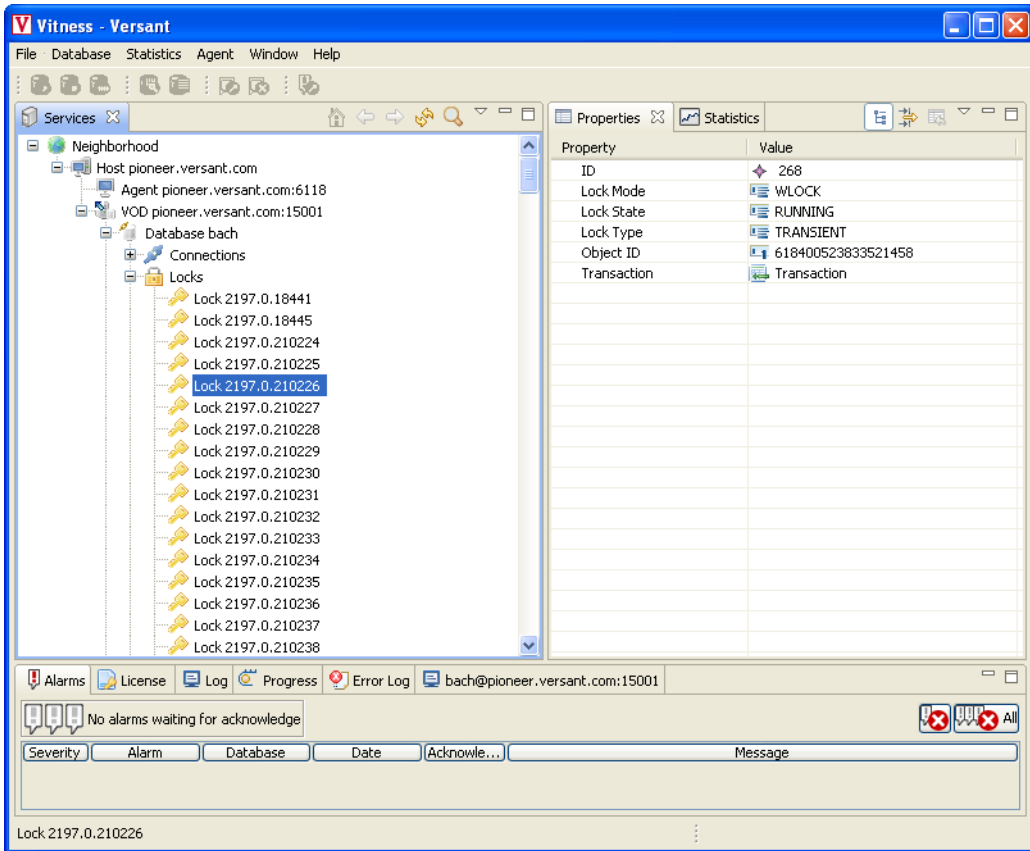 Vitness - Versant
File Database Statistics Agent Window Help
Services
Neighborhood
Host pioneer.versant.com
Agent pioneer.versant.com:6118
VOD pioneer.versant.com:15001
Database bach
Connections
Locks
Lock 2197.0.18441
Lock 2197.0.18445
Lock 2197.0.210224
Lock 2197.0.210225
Lock 2197.0.210226
Lock 2197.0.210227
Lock 2197.0.210228
Lock 2197.0.210229
Lock 2197.0.210230
Lock 2197.0.210231
Lock 2197.0.210232
Lock 2197.0.210233
Lock 2197.0.210234
Lock 2197.0.210235
Lock 2197.0.210236
Lock 2197.0.210237
Lock 2197.0.210238
Properties Statistics
Property Value
ID 268
Lock Mode WLOCK
Lock State RUNNING
Lock Type TRANSIENT
Object ID 618400523833521458
Transaction Transaction
Alarms License Log Progress Error Log bach@pioneer.versant.com:15001
No alarms waiting for acknowledge All
Severity Alarm Database Date Acknowle... Message
Lock 2197.0.210226